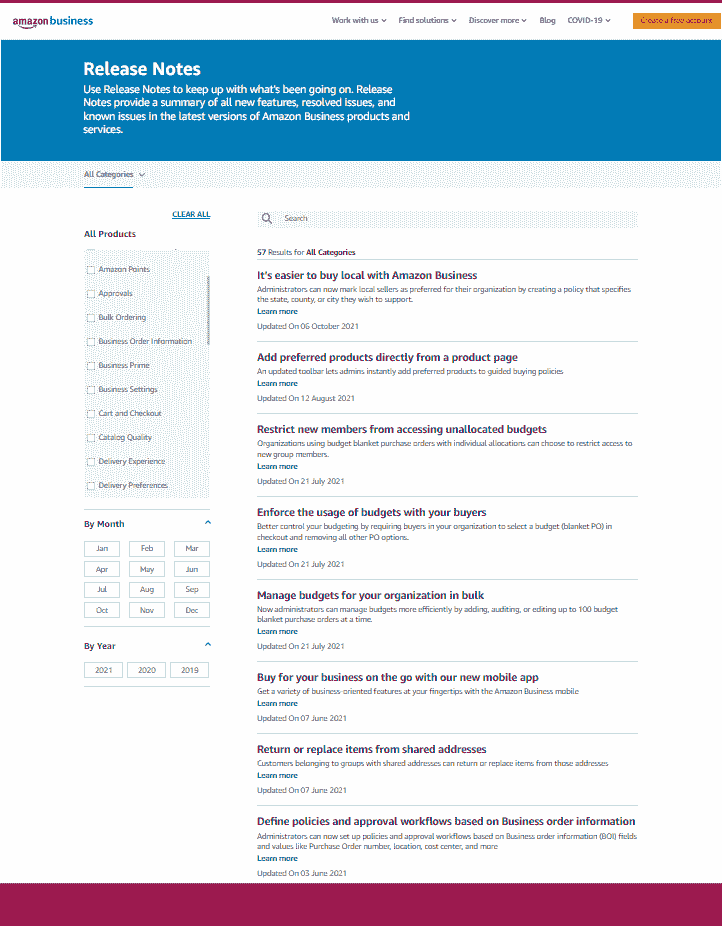 amazon business
Work with us
Find solutions
Discover more
Blog
COVID-19
Create a free account
Release Notes
Use Release Notes to keep up with what's been going on. Release
Notes provide a summary of all new features, resolved issues, and
known issues in the latest versions of Amazon Business products and
services.
All Categories
CLEAR ALL
All Products
Amazon Points
Approvals
Bulk Ordering
Business Order Information
Business Prime
Business Settings
Cart and Checkout
Catalog Quality
Delivery Experience
Delivery Preferences
By Month
Jan Feb Mar
Apr May Jun
Jul Aug Sep
Oct Nov Dec
By Year
2021 2020 2019
Search
57 Results for All Categories
It's easier to buy local with Amazon Business
Administrators can now mark local sellers as preferred for their organization by creating a policy that specifies
the state, county, or city they wish to support.
Learn more
Updated On 06 October 2021
Add preferred products directly from a product page
An updated toolbar lets admins instantly add preferred products to guided buying policies
Learn more
Updated On 12 August 2021
Restrict new members from accessing unallocated budgets
Organizations using budget blanket purchase orders with individual allocations can choose to restrict access to
new group members.
Learn more
Updated On 21 July 2021
Enforce the usage of budgets with your buyers
Better control your budgeting by requiring buyers in your organization to select a budget (blanket PO) in
checkout and removing all other PO options.
Learn more
Updated On 21 July 2021
Manage budgets for your organization in bulk
Now administrators can manage budgets more efficiently by adding, auditing, or editing up to 100 budget
blanket purchase orders at a time.
Learn more
Updated On 21 July 2021
Buy for your business on the go with our new mobile app
Get a variety of business-oriented features at your fingertips with the Amazon Business mobile
Learn more
Updated On 07 June 2021
Return or replace items from shared addresses
Customers belonging to groups with shared addresses can return or replace items from those addresses
Learn more
Updated On 07 June 2021
Define policies and approval workflows based on Business order information
Administrators can now set up policies and approval workflows based on Business order information (BOI) fields
and values like Purchase Order number, location, cost center, and more
Learn more
Updated On 03 June 2021